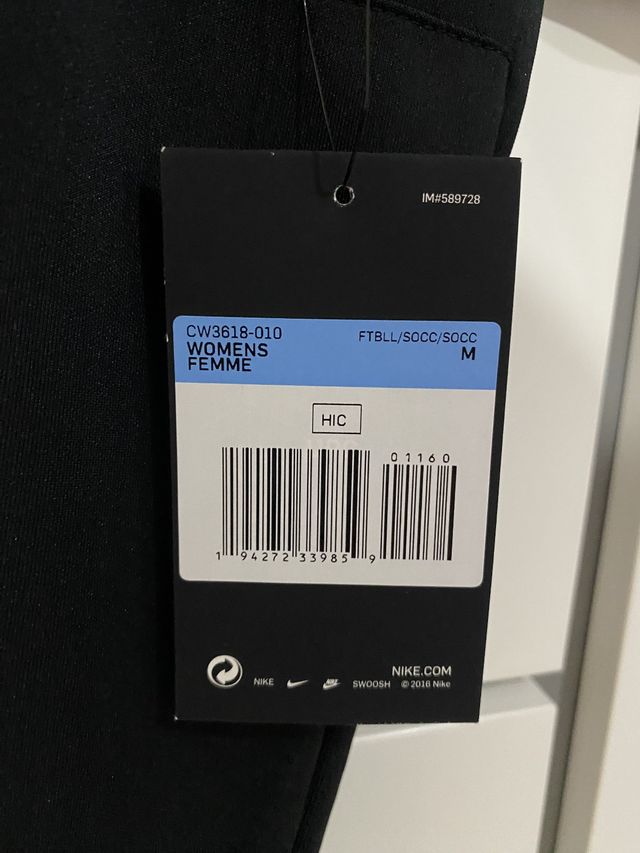 IM#589728
CW3618-010
FTBLL/SOCC/SOCC
WOMENS
M
FEMME
HIC
01160
1 94272 33985 9
NIKE.COM
NIKE SWOOSH © 2016 Nike